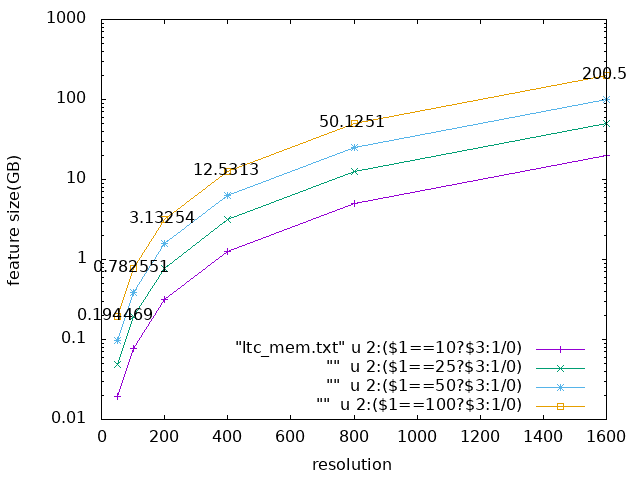 1000
100
10
1
0.1
0.01
feature size(GB)
200.5
50.1251
12.5313
3.13254
0.782551
0.194469
"ltc_mem.txt" u 2:($1==10?$3:1/0)
"" u 2:($1==25?$3:1/0)
"" u 2:($1==50?$3:1/0)
"" u 2:($1==100?$3:1/0)
0 200 400 600 800 1000 1200 1400 1600
resolution